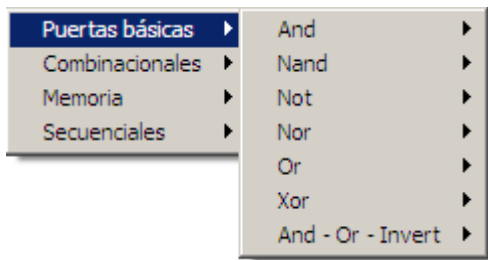 Puertas básicas
Combinacionales
Memoria
Secuenciales
And
Nand
Not
Nor
Or
Xor
And - Or - Invert